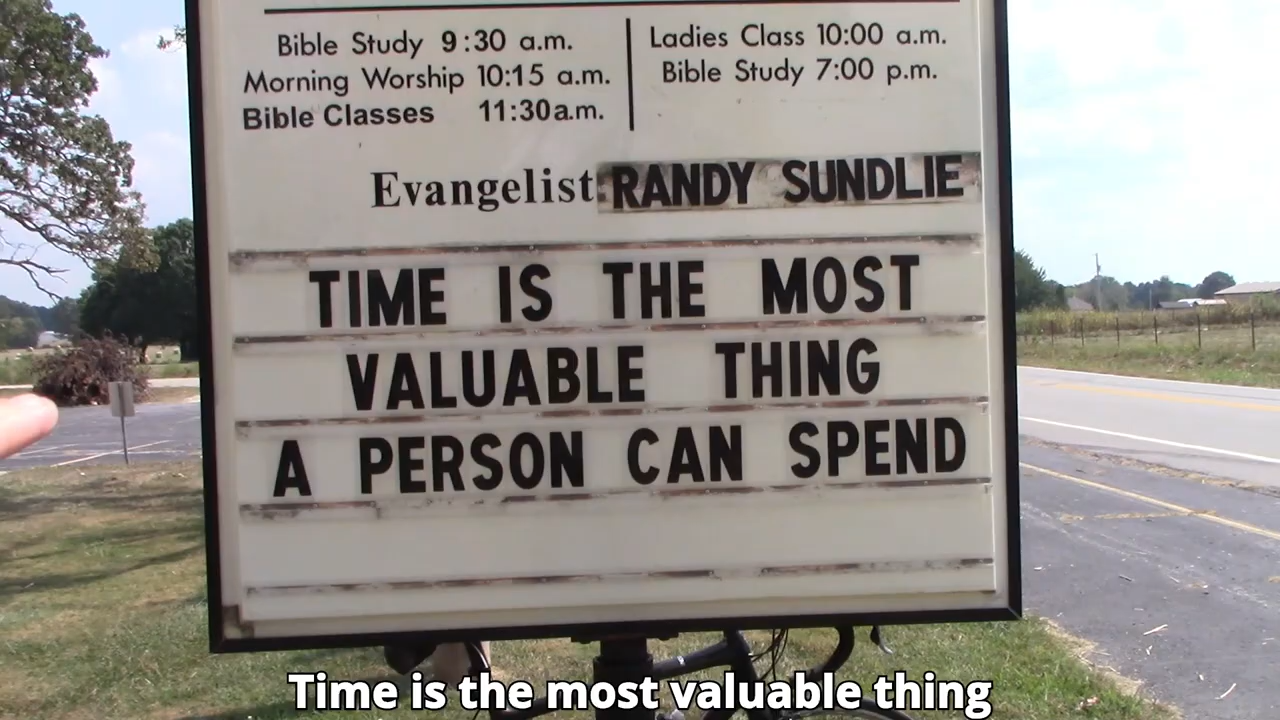 Bible Study 9:30 a.m.
Morning Worship 10:15 a.m.
Bible Classes 11:30a.m.
Ladies Class 10:00 a.m.
Bible Study 7:00 p.m.
Evangelist: RANDY SUNDLIE
TIME IS THE MOST
VALUABLE THING
A PERSON CAN SPEND
Time is the most valuable thing